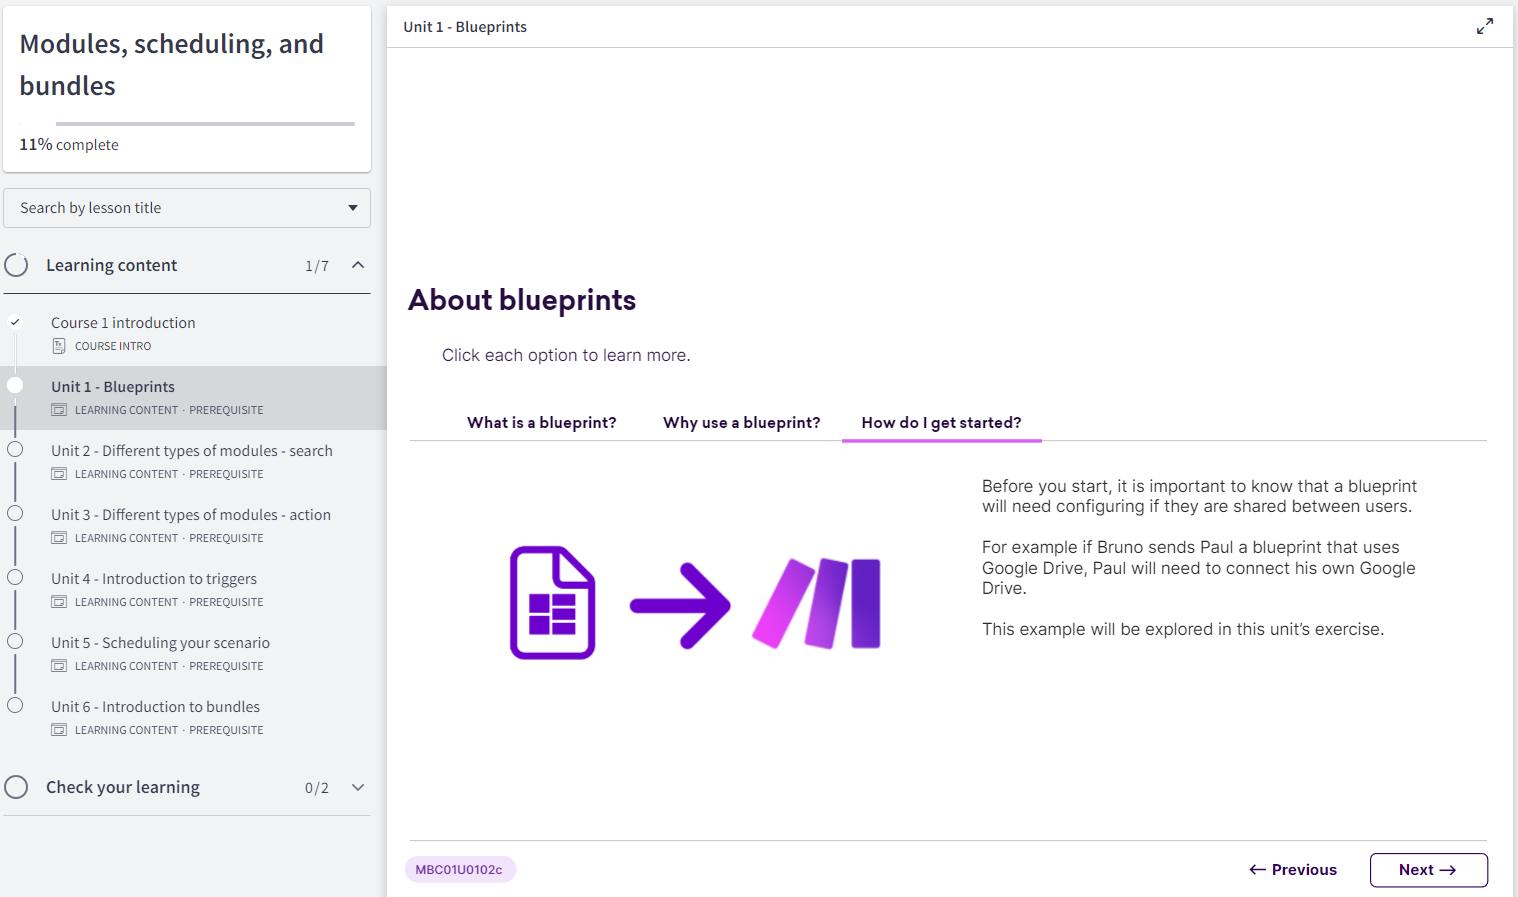 Modules, scheduling, and
bundles
11% complete
Search by lesson title
Learning content 1/7
Course 1 introduction
COURSE INTRO
Unit 1 - Blueprints
LEARNING CONTENT · PREREQUISITE
Unit 2 - Different types of modules - search
LEARNING CONTENT · PREREQUISITE
Unit 3 - Different types of modules - action
LEARNING CONTENT · PREREQUISITE
Unit 4 - Introduction to triggers
LEARNING CONTENT · PREREQUISITE
Unit 5 - Scheduling your scenario
LEARNING CONTENT · PREREQUISITE
Unit 6 - Introduction to bundles
LEARNING CONTENT · PREREQUISITE
Check your learning 0/2
Unit 1 - Blueprints
About blueprints
Click each option to learn more.
What is a blueprint? Why use a blueprint? How do I get started?
Before you start, it is important to know that a blueprint
will need configuring if they are shared between users.
For example if Bruno sends Paul a blueprint that uses
Google Drive, Paul will need to connect his own Google
Drive.
This example will be explored in this unit’s exercise.
MBC01U0102c
← Previous Next →